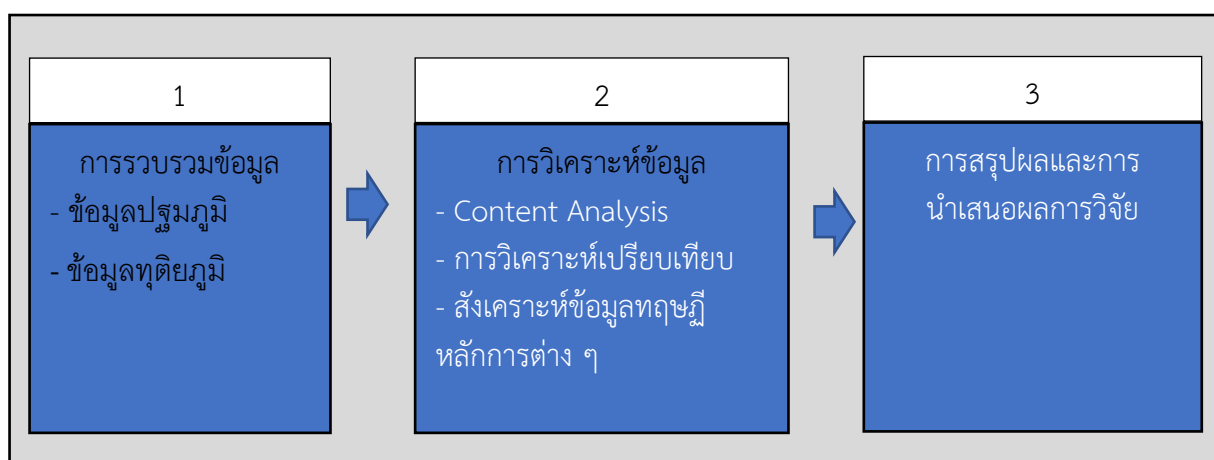 1
การรวบรวมข้อมูล
- ข้อมูลปฐมภูมิ
- ข้อมูลทุติยภูมิ
2
การวิเคราะห์ข้อมูล
- Content Analysis
- การวิเคราะห์เปรียบเทียบ
- สังเคราะห์ข้อมูลทฤษฏี
หลักการต่าง ๆ
3
การสรุปผลและการ
นำเสนอผลการวิจัย